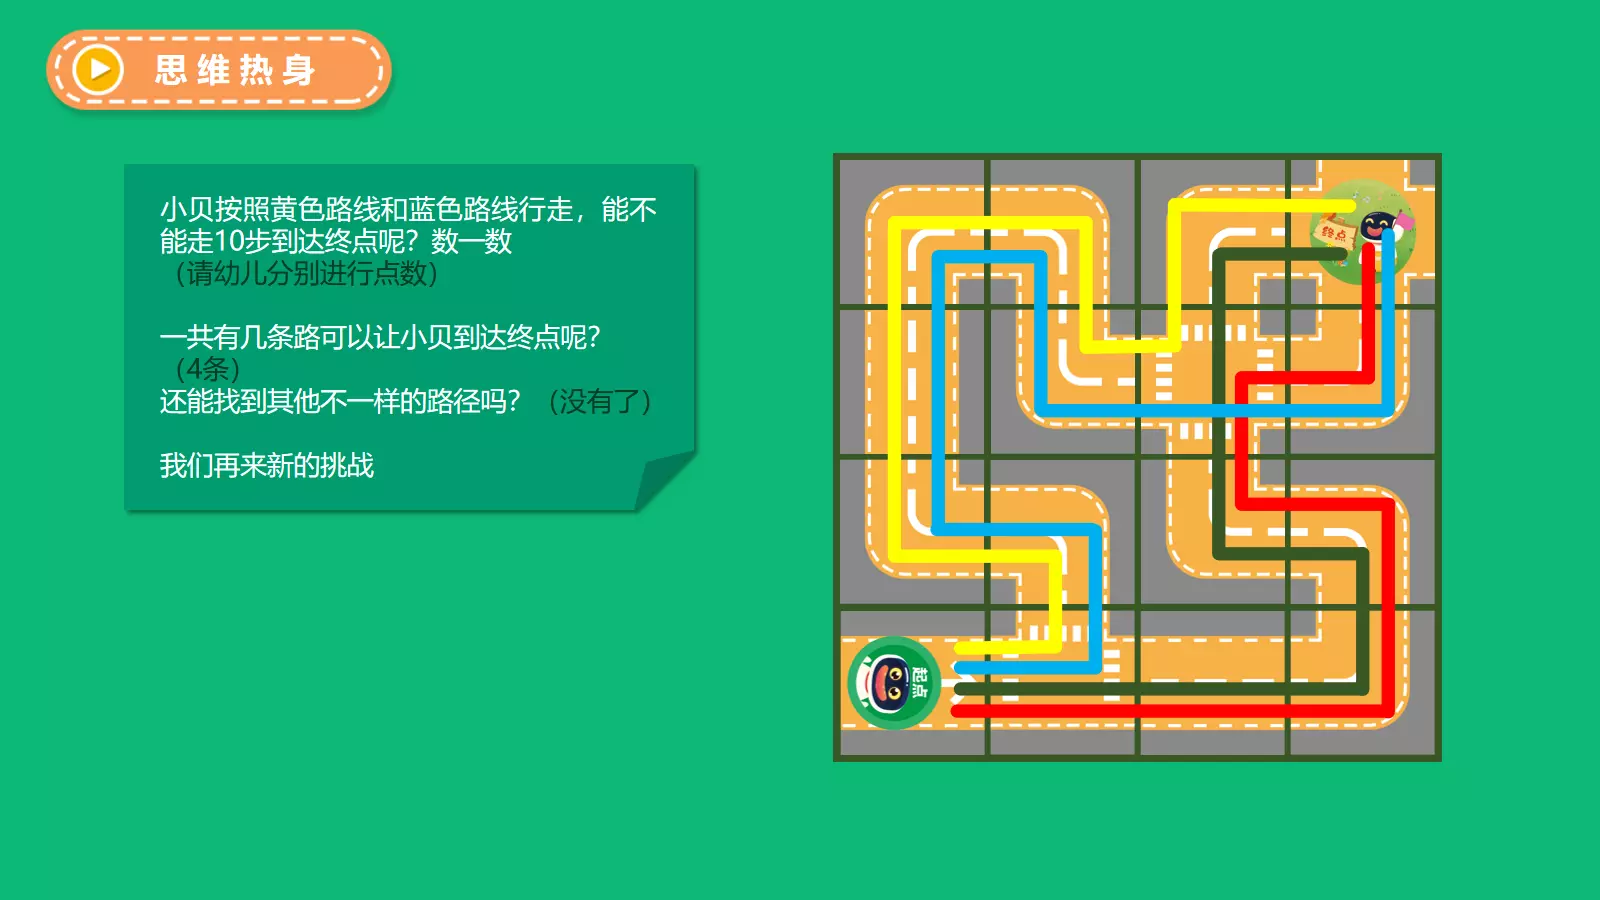 思维热身
小贝按照黄色路线和蓝色路线行走，能不
能走10步到达终点呢？数一数
（请幼儿分别进行点数）
一共有几条路可以让小贝到达终点呢？
（4条）
还能找到其他不一样的路径吗？（没有了）
我们再来新的挑战
终点
起点